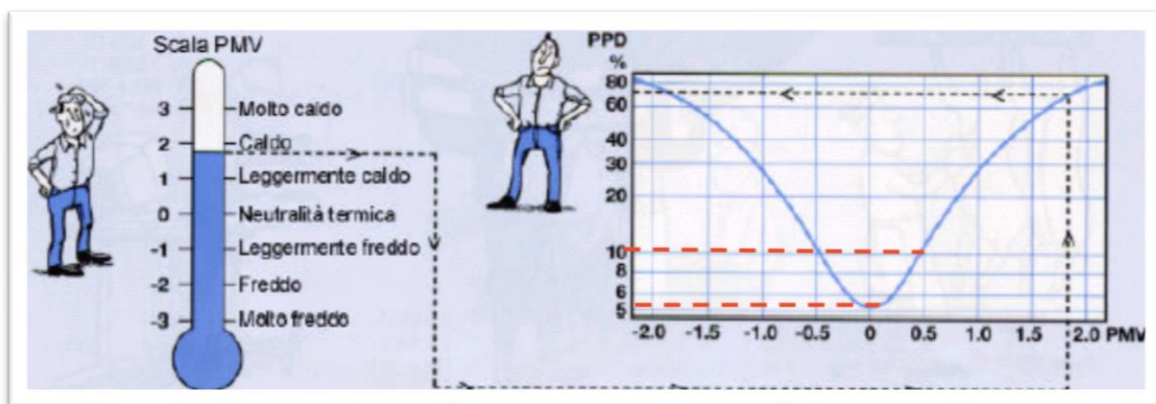 Scala PMV
3 Molto caldo
2 Caldo
1 Leggermente caldo
0 Neutralità termica
-1 Leggermente freddo
-2 Freddo
-3 Molto freddo
PPD
%
80
60
40
30
20
10
8
6
5
-2.0 -1.5 -1.0 -0.5 0 0.5 1.0 1.5 2.0 PMV